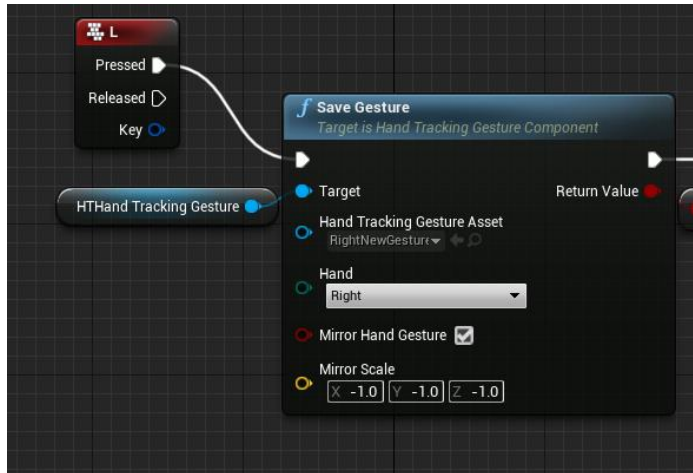 L
Pressed
Released
Key
f Save Gesture
Target is Hand Tracking Gesture Component
HTHand Tracking Gesture
Target
Return Value
Hand Tracking Gesture Asset
RightNewGesture
Hand
Right
Mirror Hand Gesture
Mirror Scale
X -1.0 Y -1.0 Z -1.0